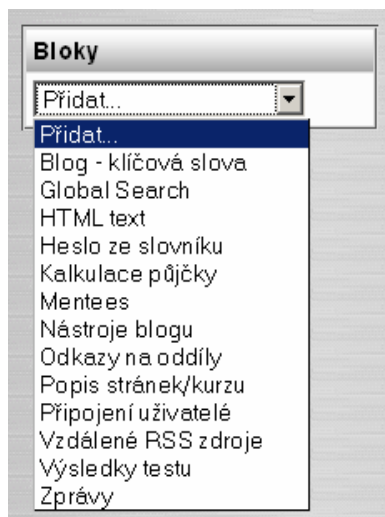 Bloky
Přidat...
Přidat...
Blog - klíčová slova
Global Search
HTML text
Heslo ze slovníku
Kalkulace půjčky
Mentees
Nástroje blogu
Odkazy na oddíly
Popis stránek/kurzu
Připojení uživatelé
Vzdálené RSS zdroje
Výsledky testu
Zprávy